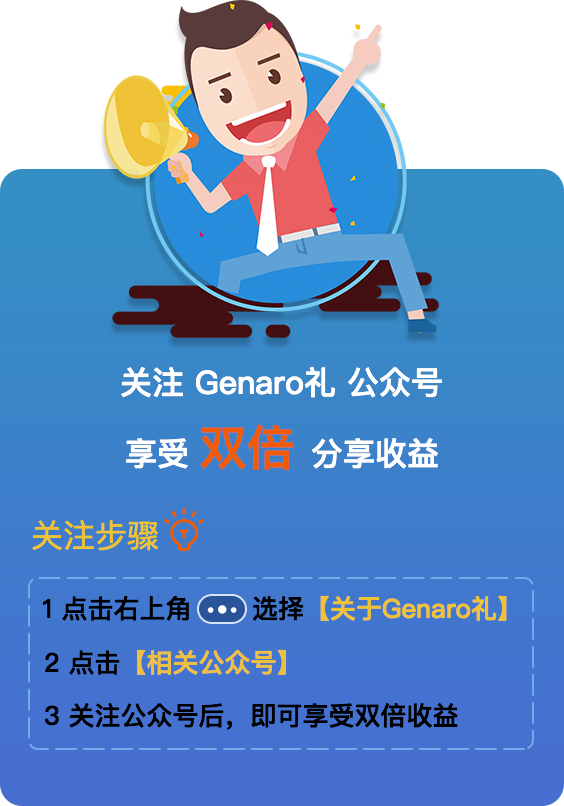 关注 Genaro礼 公众号
享受 双倍 分享收益
关注步骤
1 点击右上角 选择【关于Genaro礼】
2 点击【相关公众号】
3 关注公众号后，即可享受双倍收益